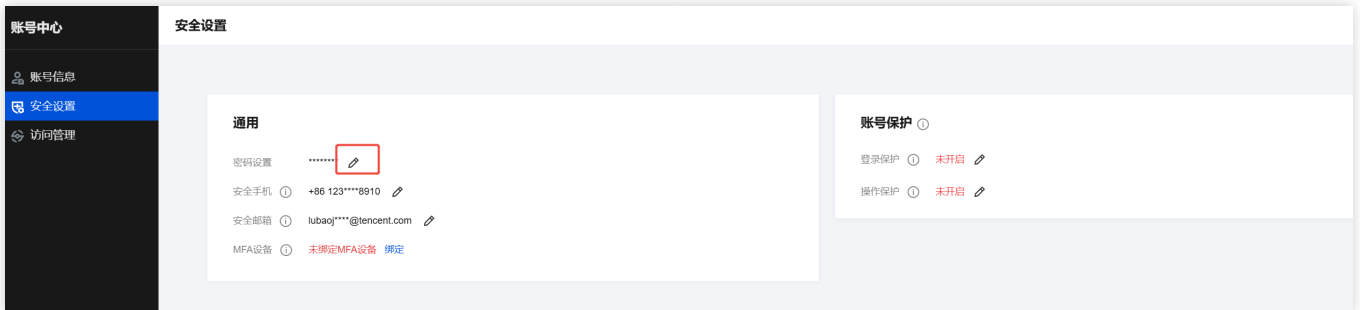 账号中心
账号信息
安全设置
访问管理
安全设置
通用
密码设置 *******
安全手机 +86 123****8910
安全邮箱 lubaoj****@tencent.com
MFA设备 未绑定MFA设备 绑定
账号保护
登录保护 未开启
操作保护 未开启